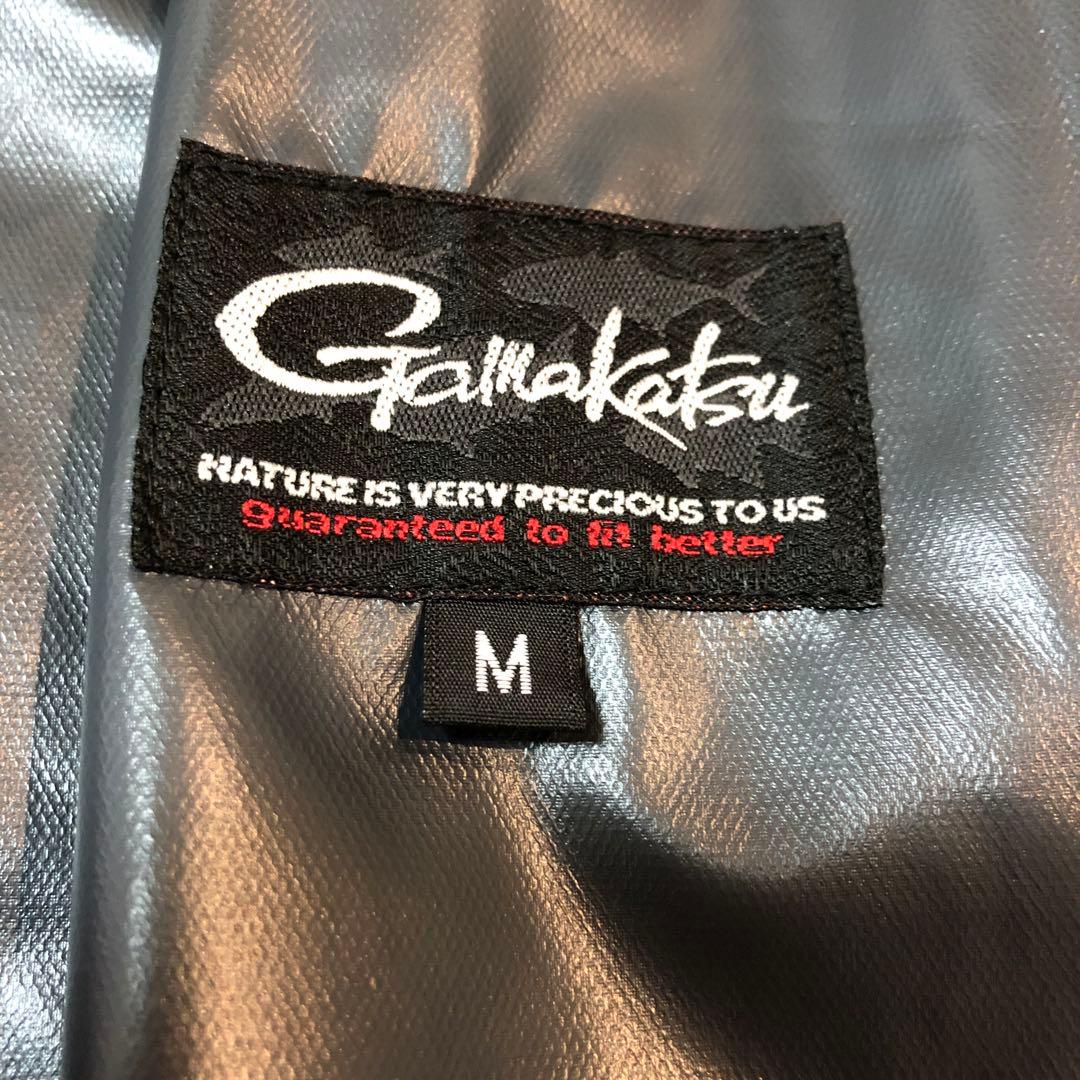 Gamakatsu
NATURE IS VERY PRECIOUS TO US
guaranteed to fit better
M